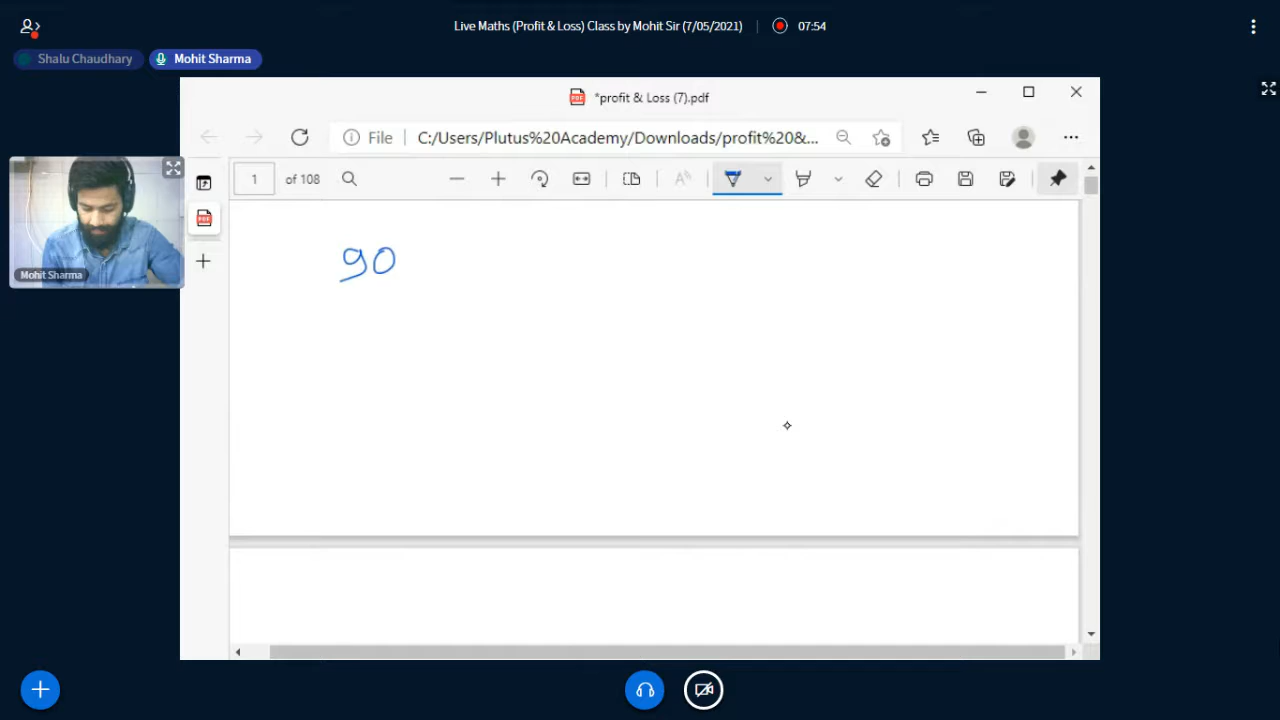 Live Maths (Profit & Loss) Class by Mohit Sir (7/05/2021) 07:54
Shalu Chaudhary Mohit Sharma
*profit & Loss (7).pdf
File C:/Users/Plutus%20Academy/Downloads/profit%20&...
1 of 108
90
Mohit Sharma